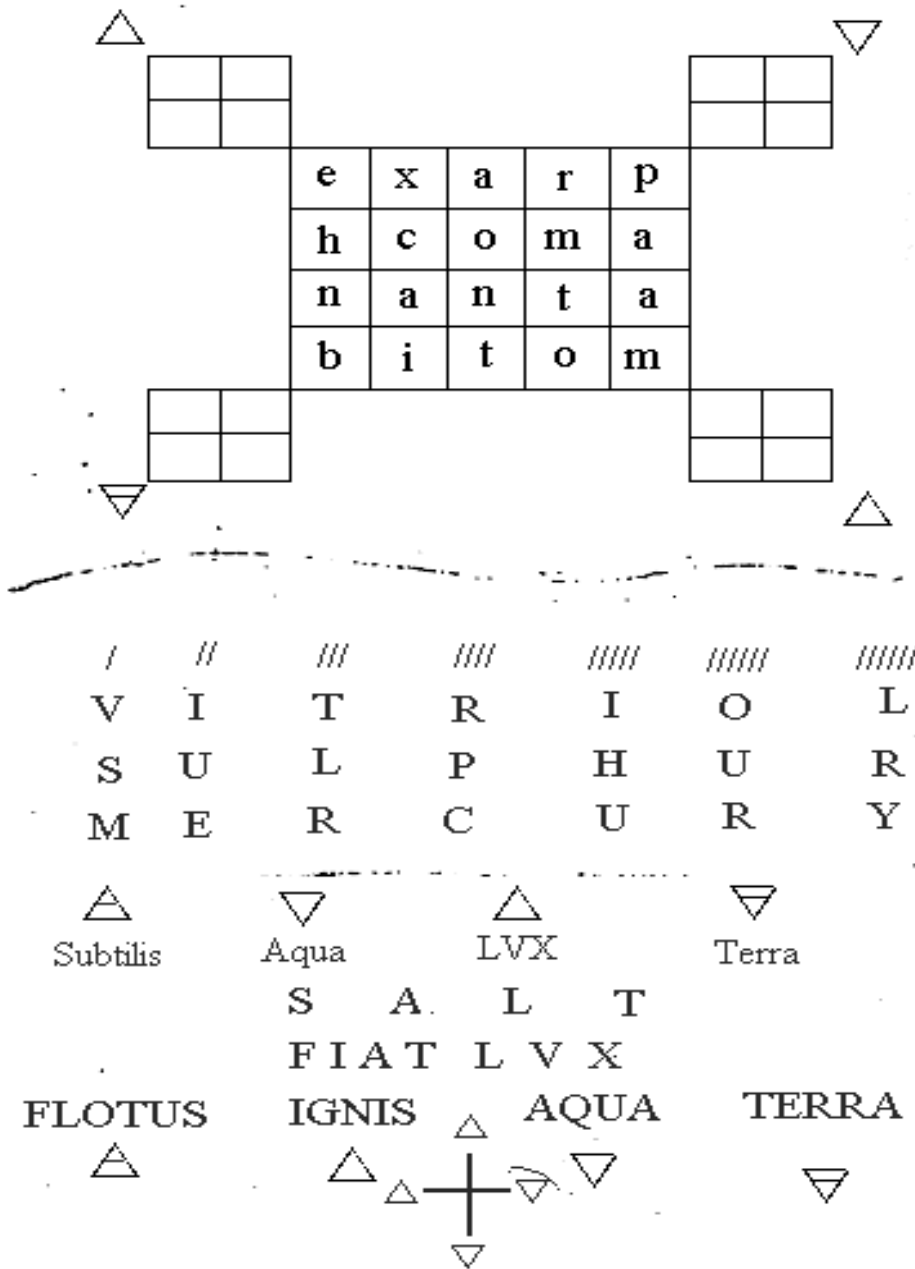 e x a r p
h c o m a
n a n t a
b i t o m
/ // /// //// ///// ////// //////
V I T R I O L
S U L P H U R
M E R C U R Y
Subtilis Aqua LVX Terra
S A L T
FIAT LVX
FLOTUS IGNIS AQUA TERRA